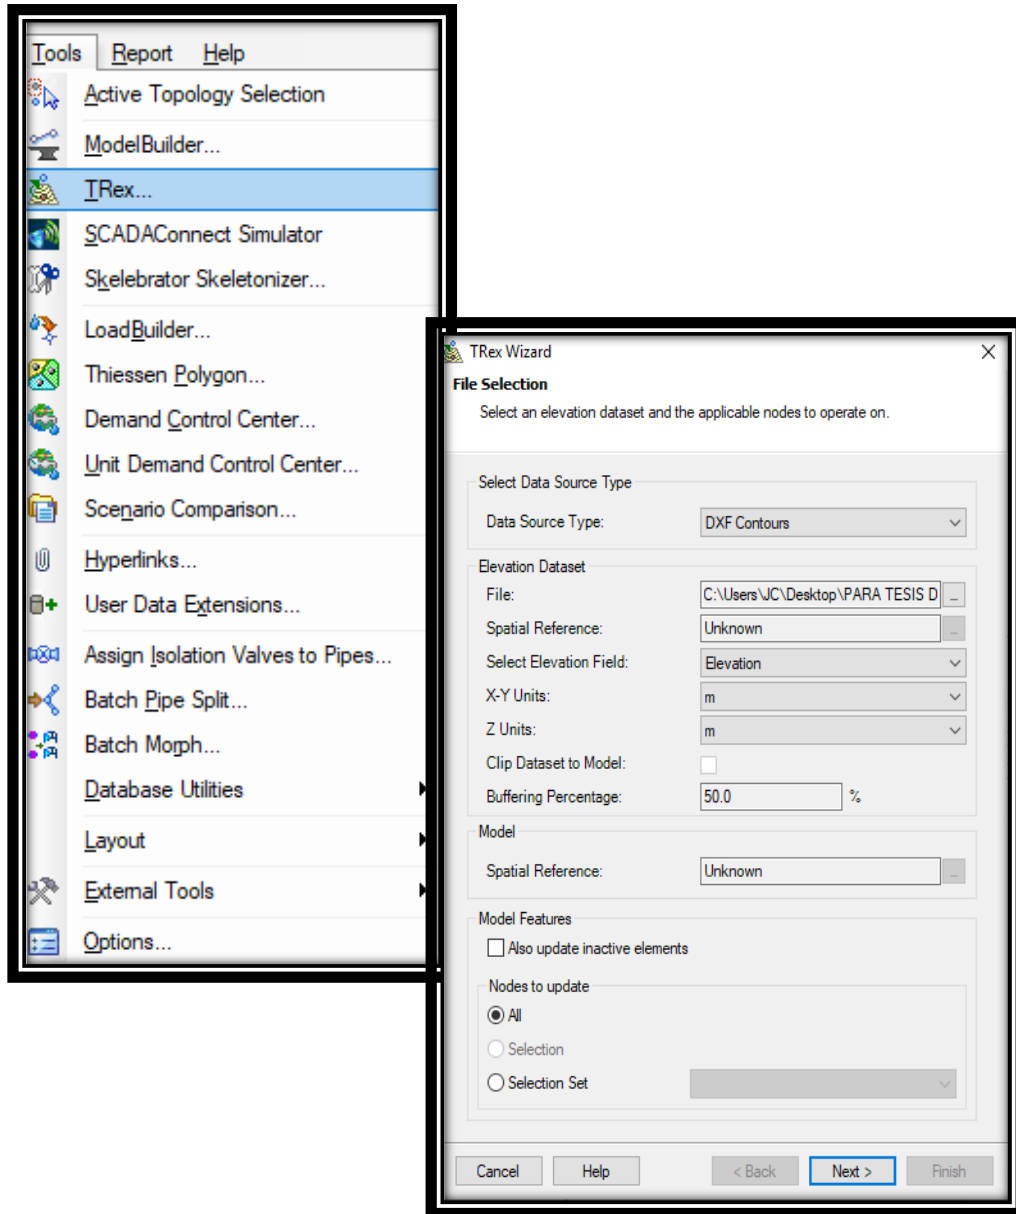 Tools Report Help
Active Topology Selection
ModelBuilder...
TRex...
SCADAConnect Simulator
Skelebrator Skeletonizer...
LoadBuilder...
Thiessen Polygon...
Demand Control Center...
Unit Demand Control Center...
Scenario Comparison...
Hyperlinks...
User Data Extensions...
Assign Isolation Valves to Pipes...
Batch Pipe Split...
Batch Morph...
Database Utilities
Layout
External Tools
Options...
TRex Wizard
File Selection
Select an elevation dataset and the applicable nodes to operate on.
Select Data Source Type
Data Source Type: DXF Contours
Elevation Dataset
File: C:\Users\JC\Desktop\PARA TESIS D ...
Spatial Reference: Unknown ...
Select Elevation Field: Elevation
X-Y Units: m
Z Units: m
Clip Dataset to Model:
Buffering Percentage: 50.0 %
Model
Spatial Reference: Unknown ...
Model Features
Also update inactive elements
Nodes to update
All
Selection
Selection Set
Cancel Help < Back Next > Finish